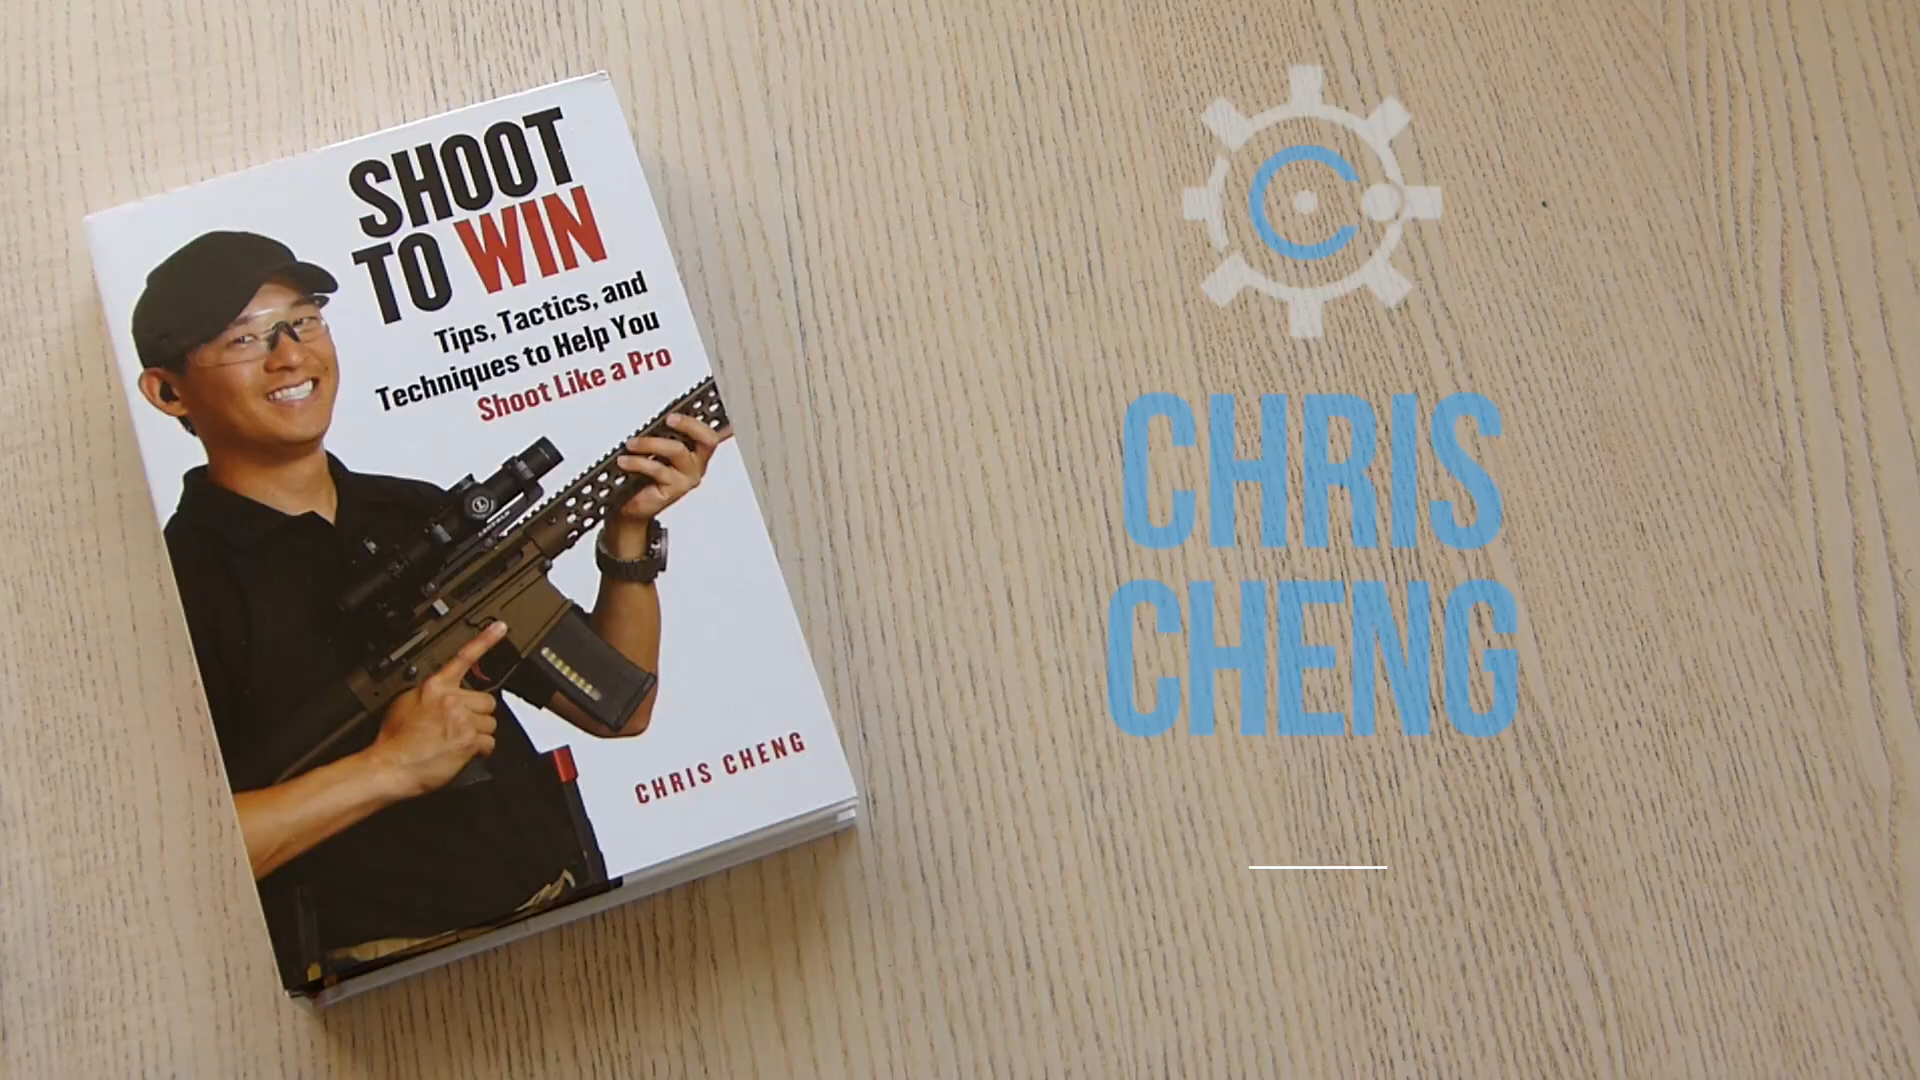 SHOOT
TO WIN
Tips, Tactics, and
Techniques to Help You
Shoot Like a Pro
CHRIS CHENG
CHRIS
CHENG